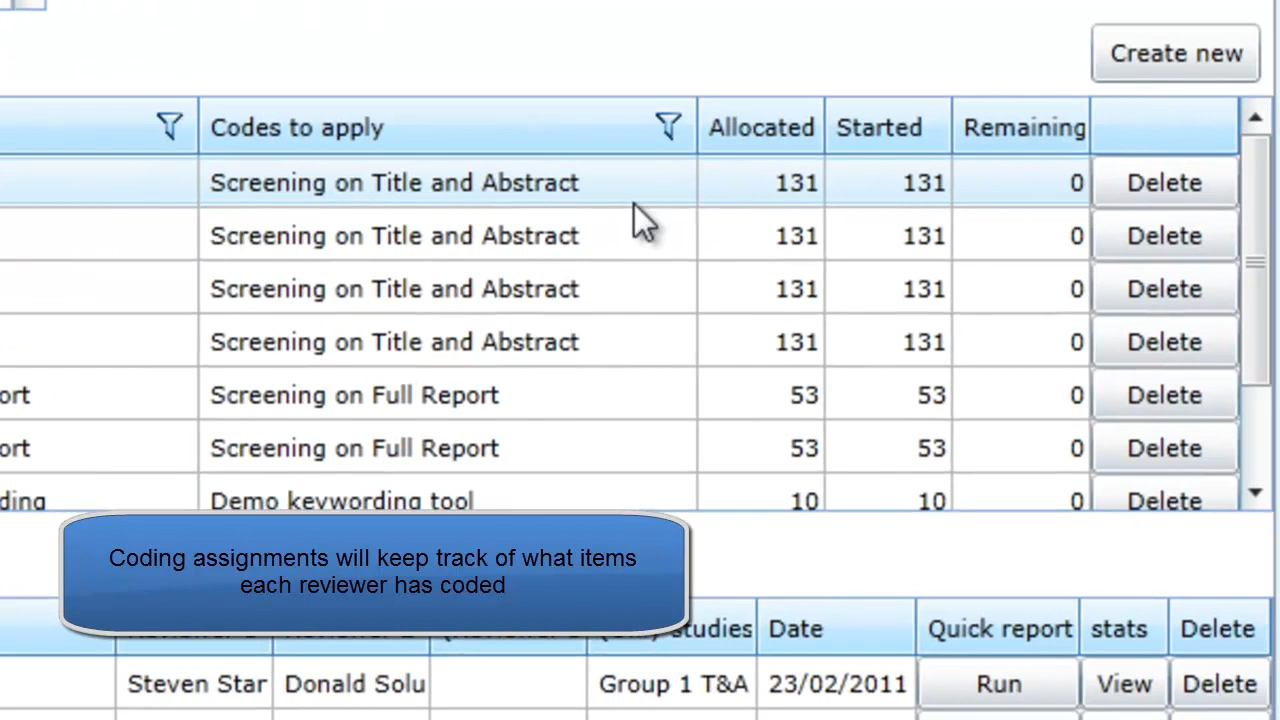 Create new
Codes to apply Allocated Started Remaining
Screening on Title and Abstract 131 131 0 Delete
Screening on Title and Abstract 131 131 0 Delete
Screening on Title and Abstract 131 131 0 Delete
Screening on Title and Abstract 131 131 0 Delete
ort Screening on Full Report 53 53 0 Delete
ort Screening on Full Report 53 53 0 Delete
ding Demo keywording tool 10 10 0 Delete
Coding assignments will keep track of what items
each reviewer has coded
studies Date Quick report stats Delete
Steven Star Donald Solu Group 1 T&A 23/02/2011 Run View Delete